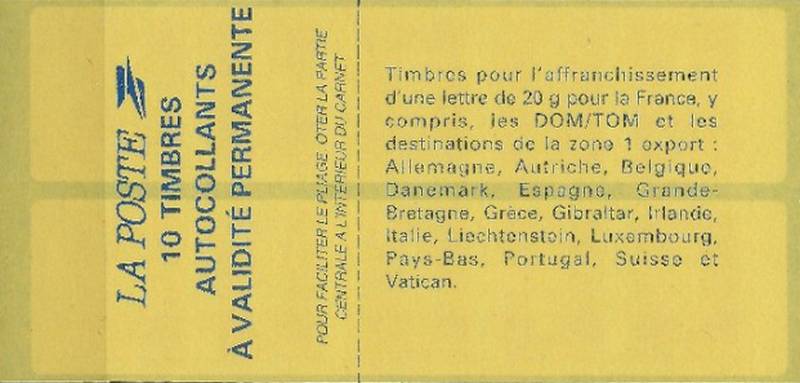 LA POSTE
10 TIMBRES
AUTOCOLLANTS
À VALIDITÉ PERMANENTE
POUR FACILITER LE PLIAGE, ÔTER LA PARTIE
CENTRALE A L'INTÉRIEUR DU CARNET
Timbres pour l'affranchissement
d'une lettre de 20 g pour la France, y
compris, les DOM/TOM et les
destinations de la zone 1 export :
Allemagne, Autriche, Belgique,
Danemark, Espagne, Grande-
Bretagne, Grèce, Gibraltar, Irlande,
Italie, Liechtenstein, Luxembourg,
Pays-Bas, Portugal, Suisse et
Vatican.